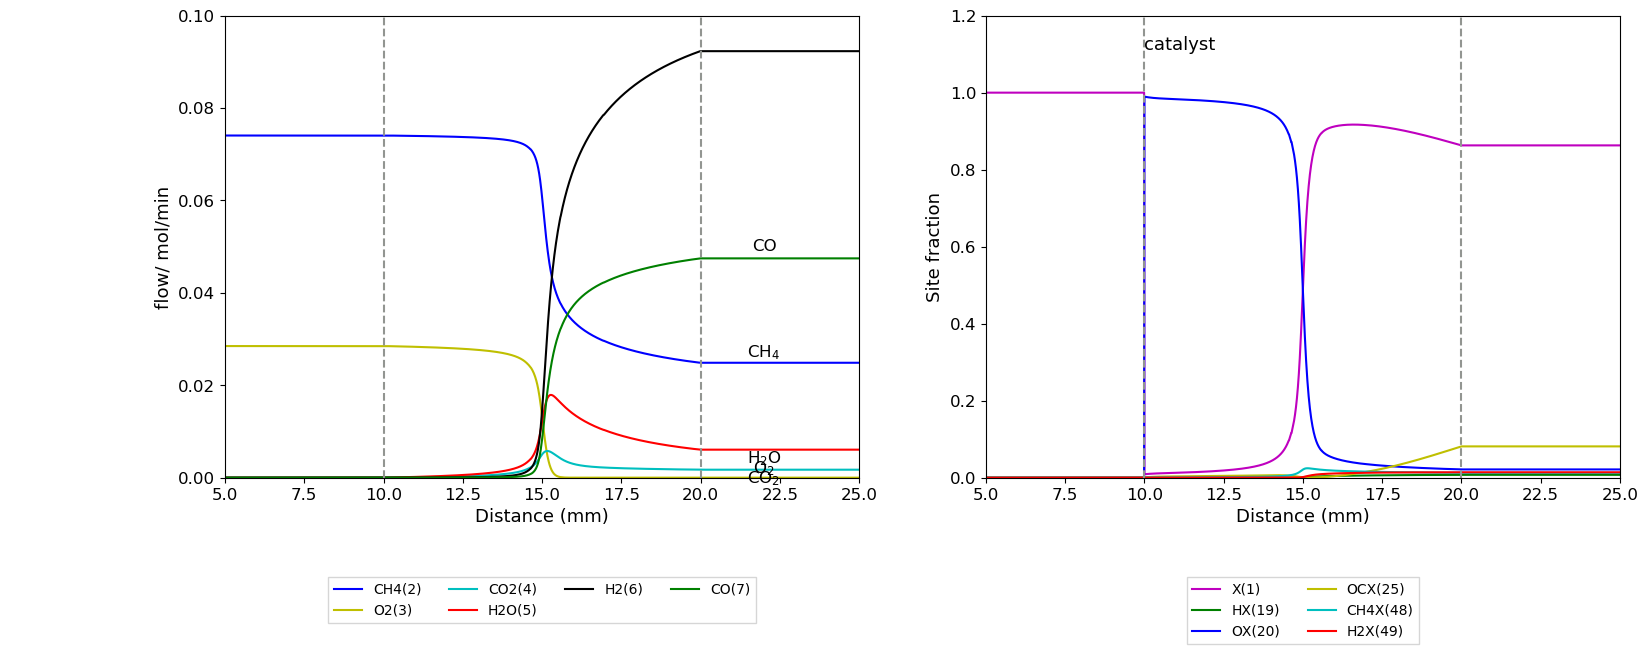 0.10
0.08
0.06
0.04
0.02
0.00
flow/ mol/min
CO
CH₄
H₂O
O₂
CO₂
5.0 7.5 10.0 12.5 15.0 17.5 20.0 22.5 25.0
Distance (mm)
CH4(2) CO2(4) H2(6) CO(7)
O2(3) H2O(5)
1.2
1.0
0.8
0.6
0.4
0.2
0.0
Site fraction
catalyst
5.0 7.5 10.0 12.5 15.0 17.5 20.0 22.5 25.0
Distance (mm)
X(1) OCX(25)
HX(19) CH4X(48)
OX(20) H2X(49)